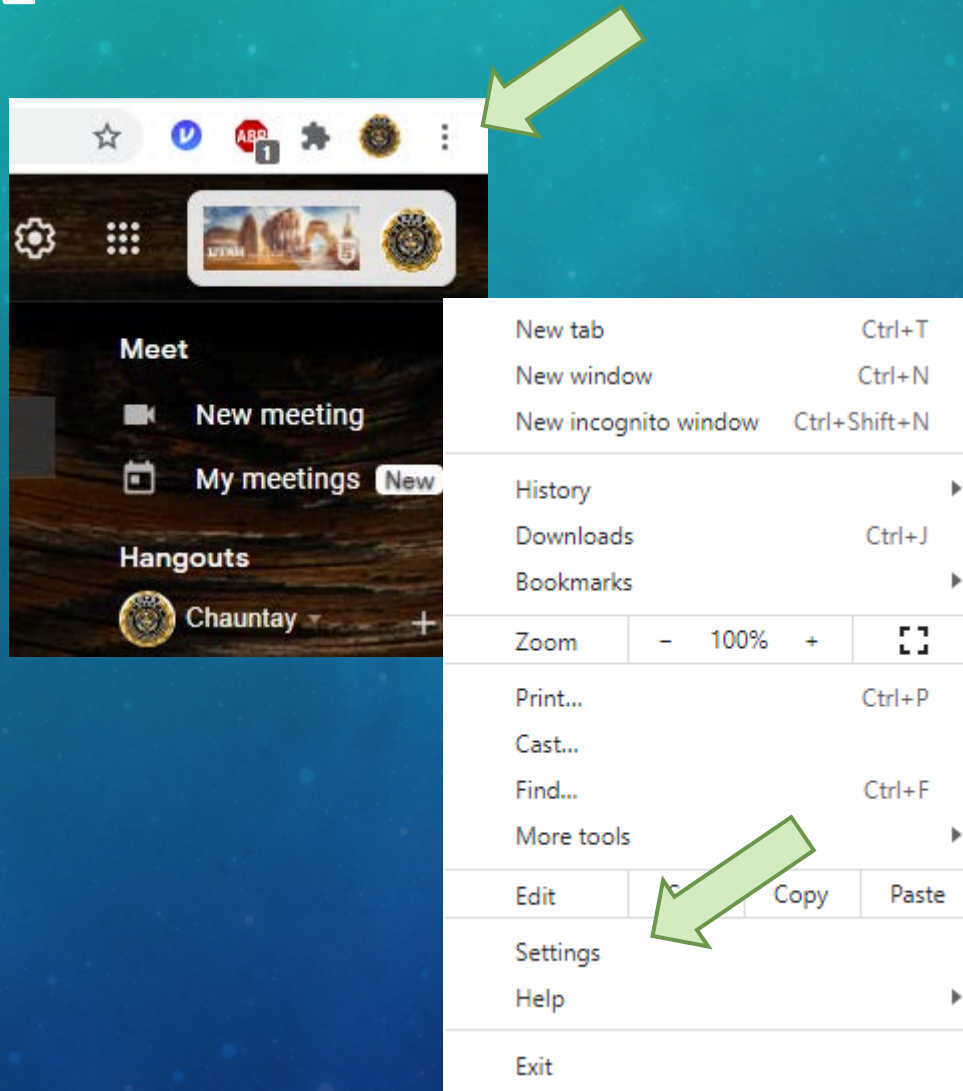 ABP
1
UTAH
5
Meet
New meeting
My meetings New
Hangouts
Chauntay
New tab Ctrl+T
New window Ctrl+N
New incognito window Ctrl+Shift+N
History
Downloads Ctrl+J
Bookmarks
Zoom - 100% +
Print... Ctrl+P
Cast...
Find... Ctrl+F
More tools
Edit Copy Paste
Settings
Help
Exit